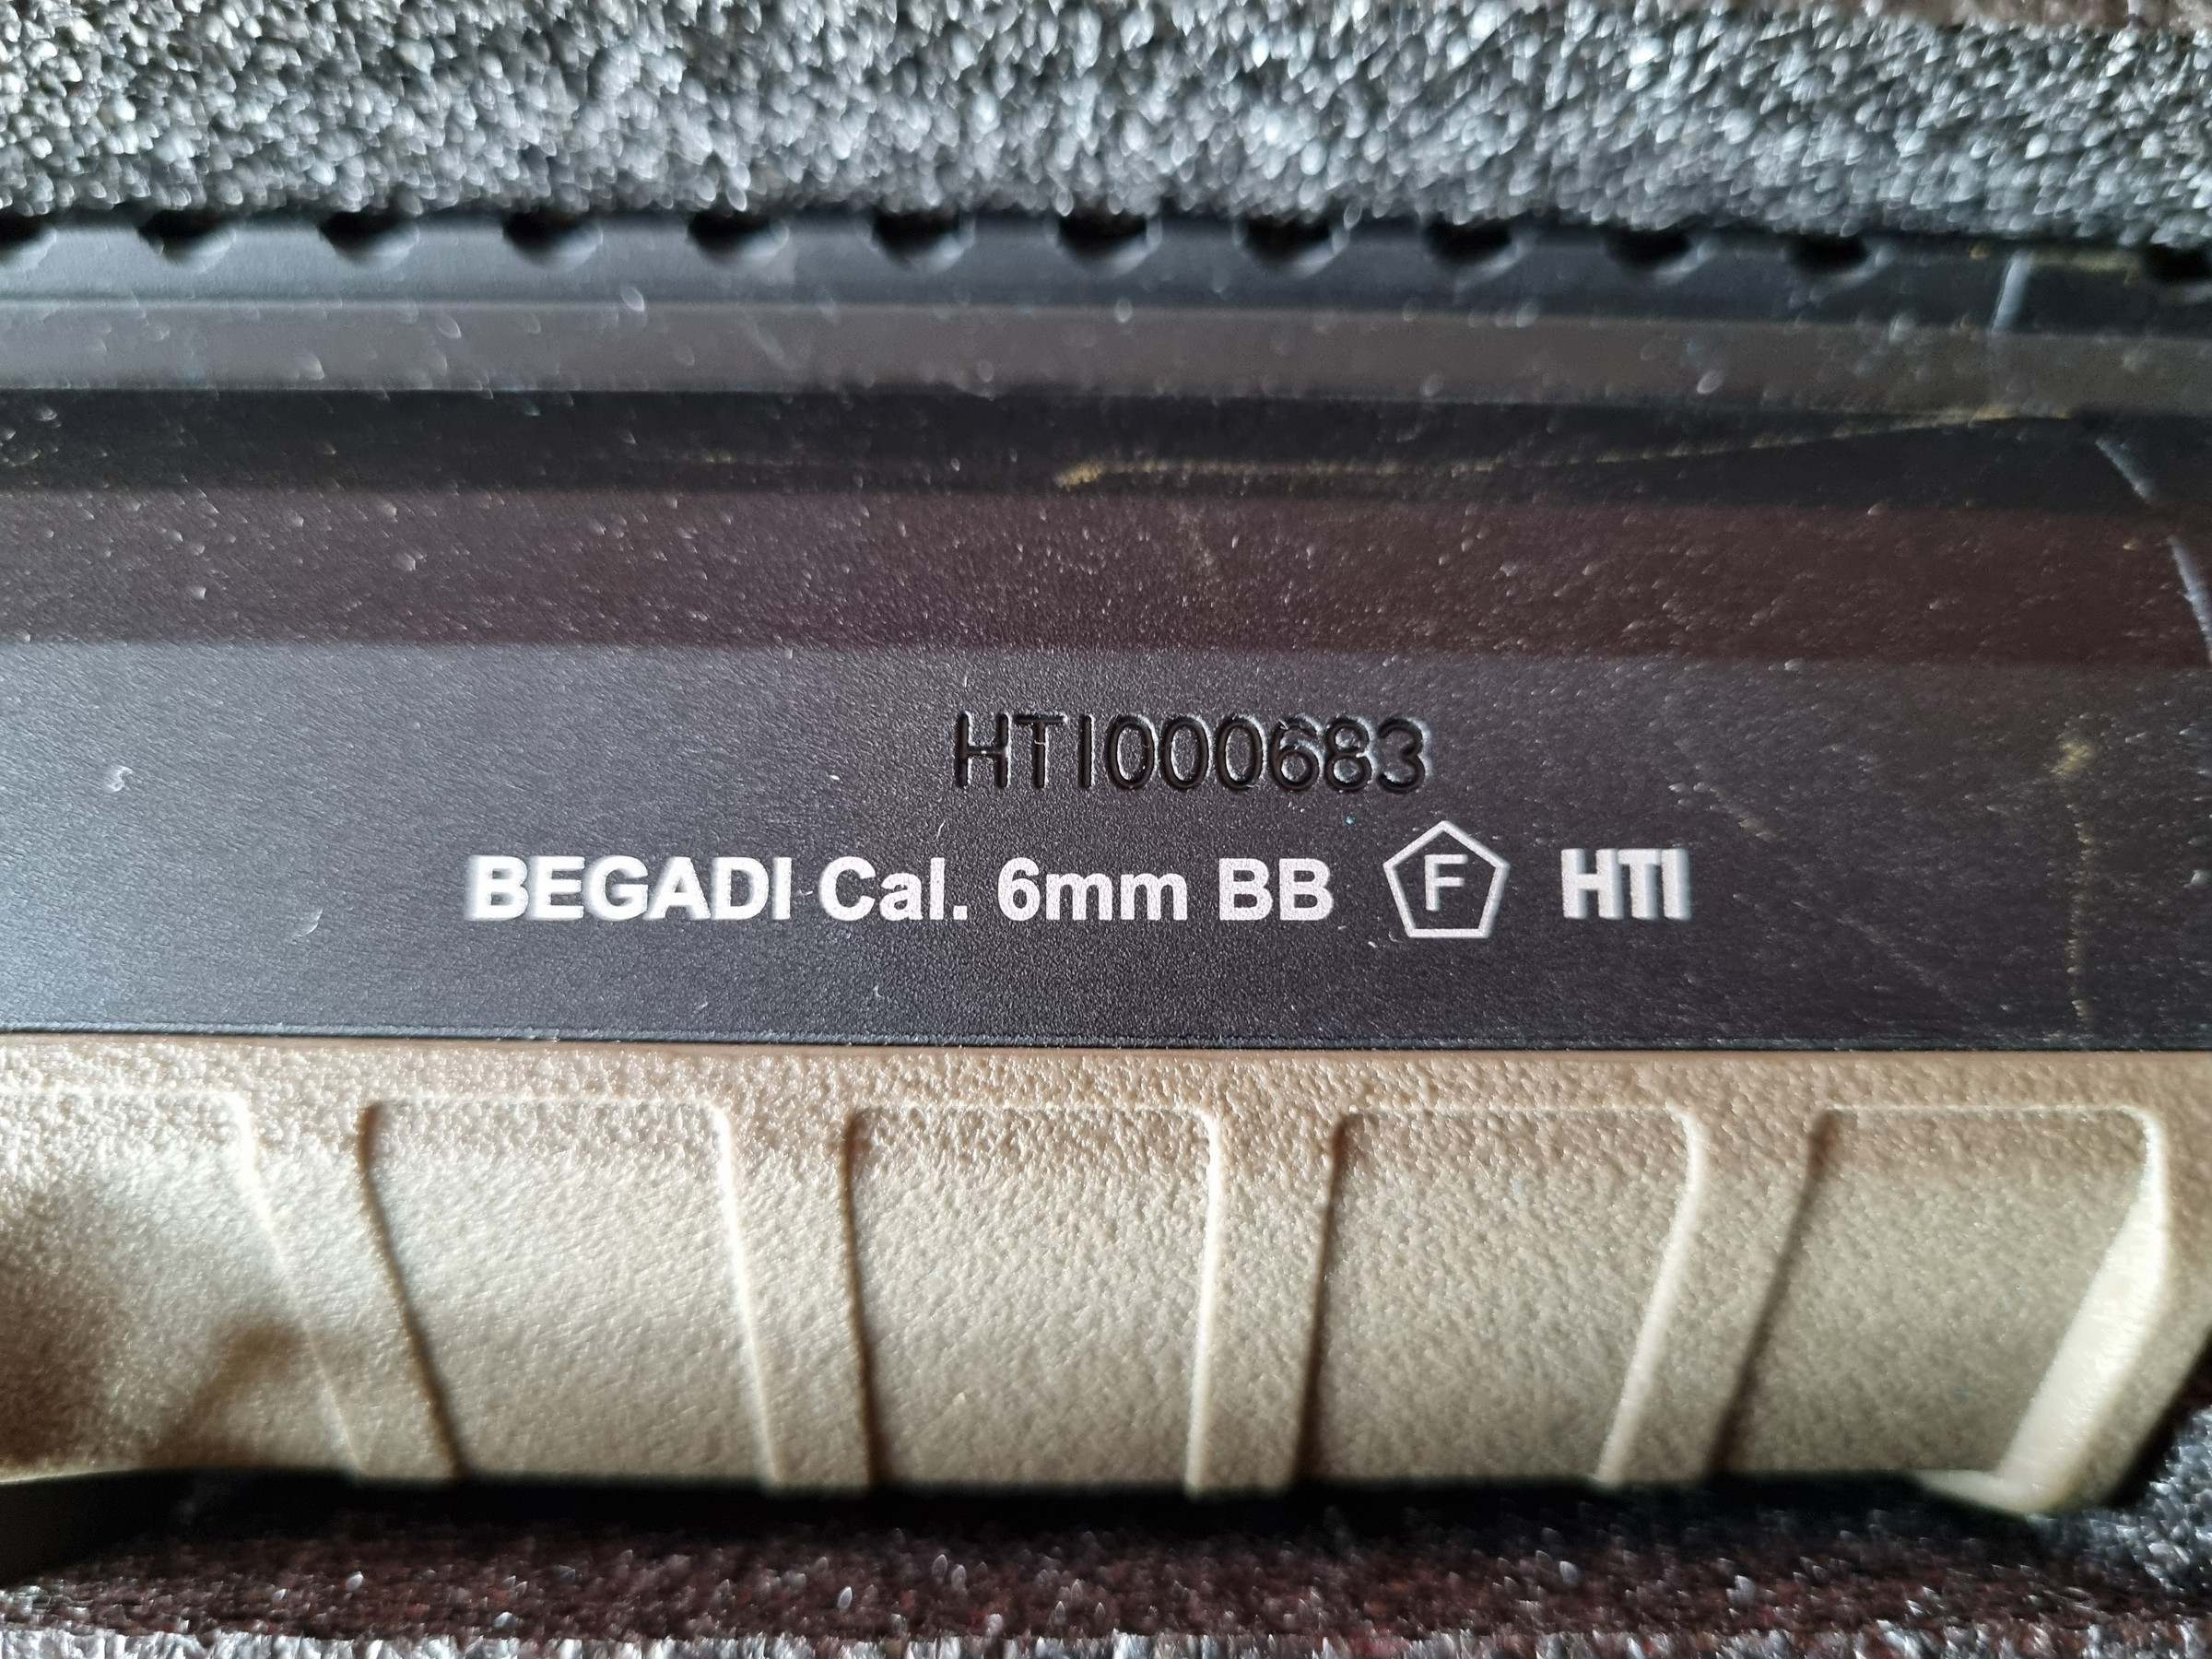 HTI000683
BEGADI Cal. 6mm BB F HTI